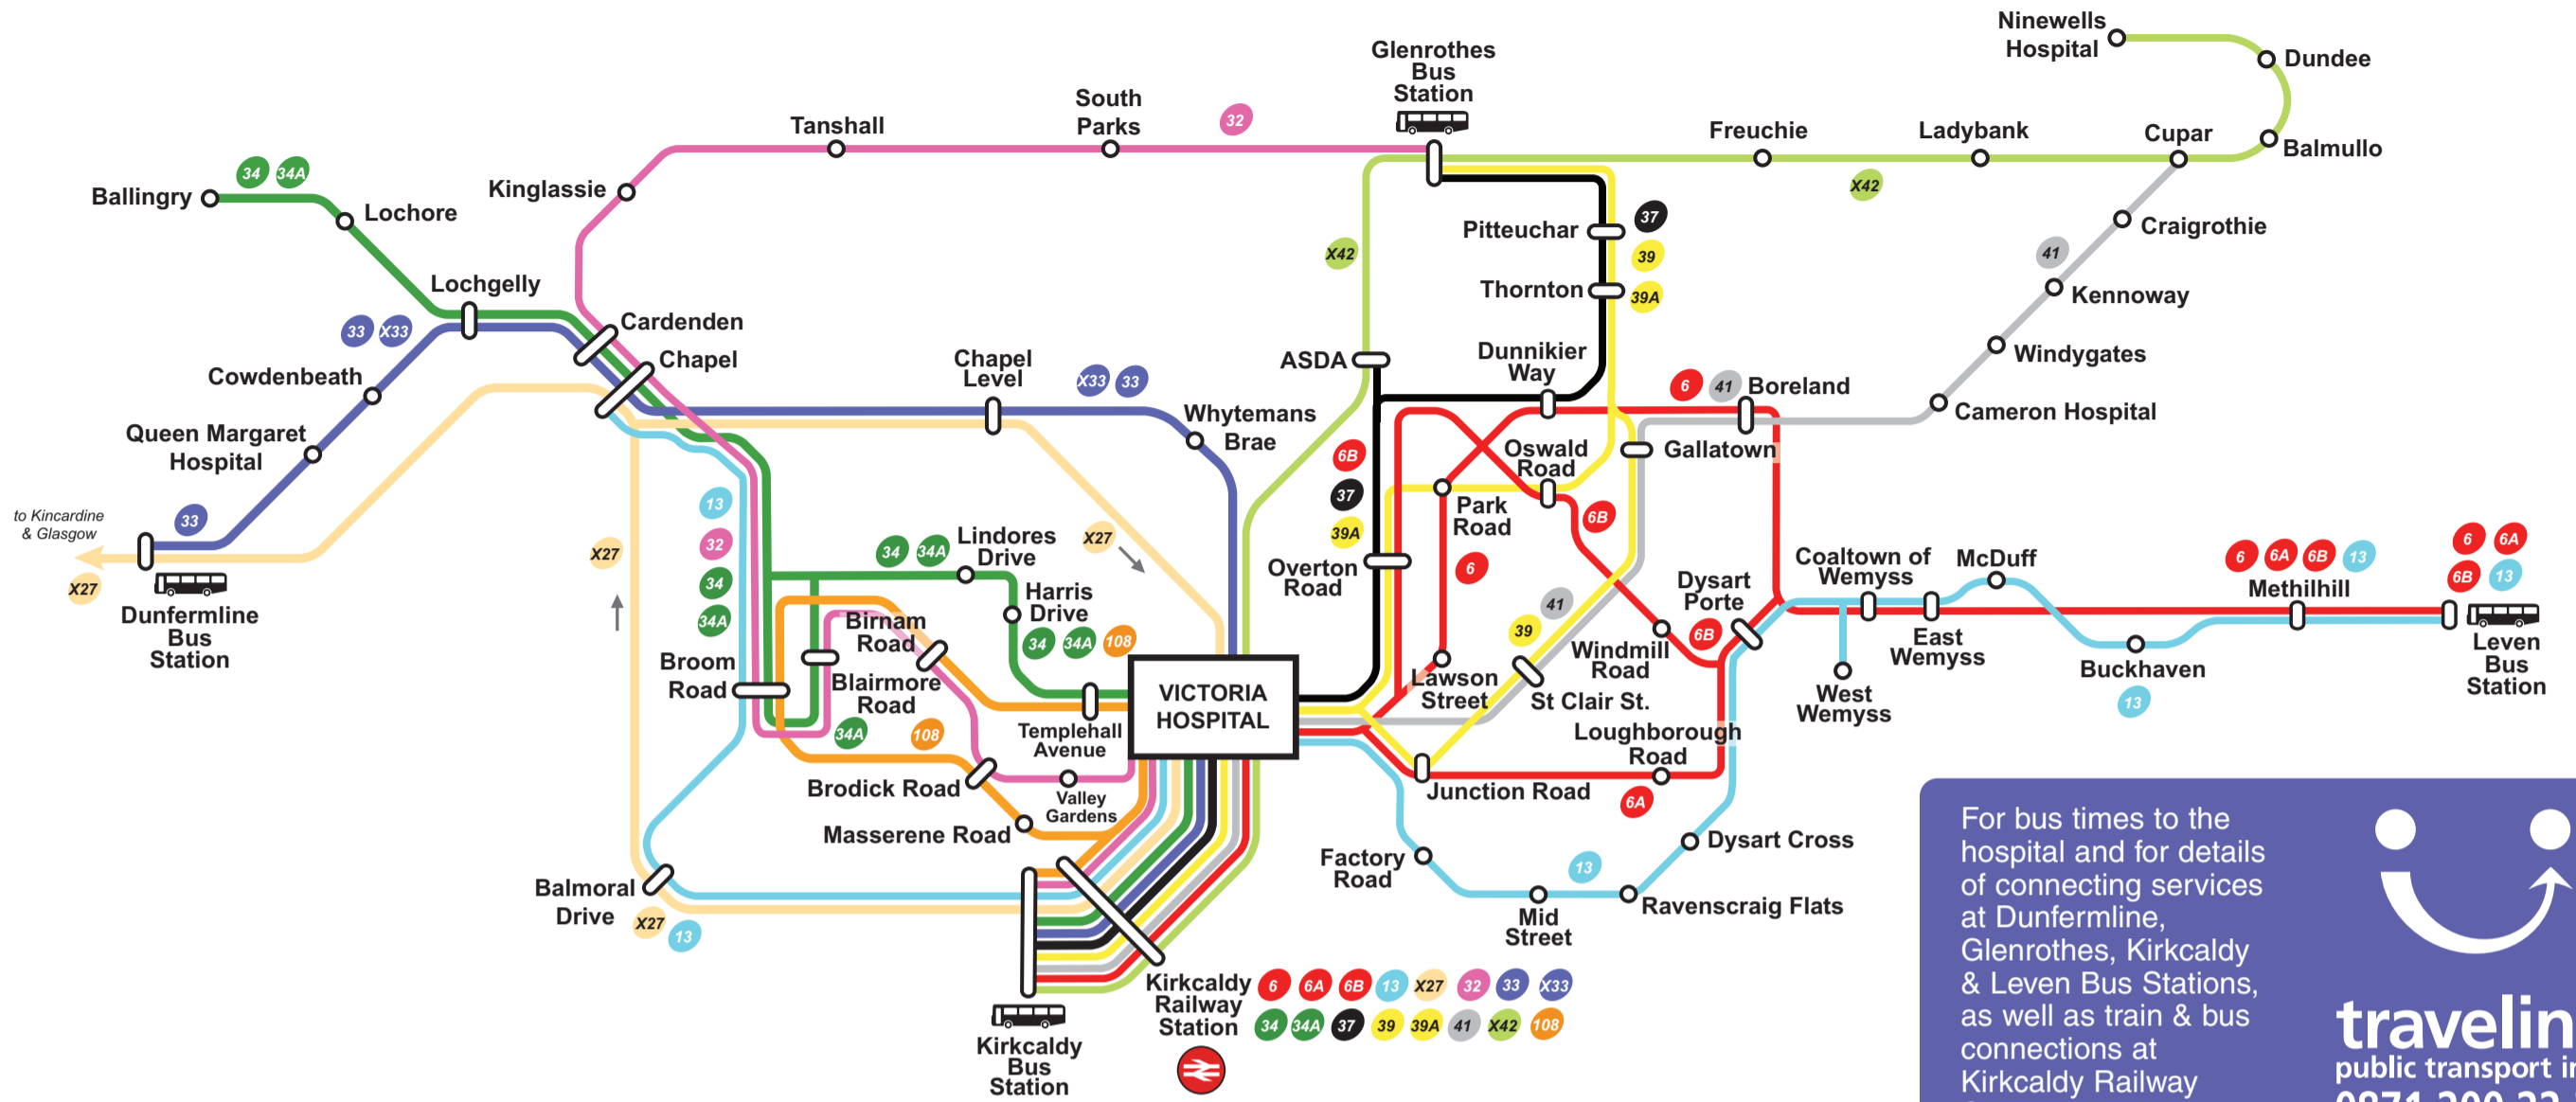 Ninewells
Hospital
Dundee
Balmullo
Cupar
Ladybank
Freuchie
X42
Glenrothes
Bus
Station
32
South
Parks
Tanshall
Kinglassie
34 34A
Ballingry
Lochore
Lochgelly
33 X33
Cowdenbeath
Queen Margaret
Hospital
33
to Kincardine
& Glasgow
X27
Dunfermline
Bus
Station
Cardenden
Chapel
Chapel
Level
X33 33
Whytemans
Brae
X42
ASDA
Pitteuchar
37
39
Thornton
39A
Dunnikier
Way
6 41
Boreland
Craigrothie
41
Kennoway
Windygates
Cameron Hospital
Gallatown
Oswald
Road
Park
Road
6B
37
39A
Overton
Road
6
6B
41
39
Windmill
Road
6B
Dysart
Porte
Coaltown of
Wemyss
McDuff
6 6A 6B 13
Methilhill
6 6A
6B 13
Leven
Bus
Station
East
Wemyss
West
Wemyss
Buckhaven
13
13
32
34
34A
X27
Broom
Road
34 34A
Lindores
Drive
Harris
Drive
34 34A 108
X27
Birnam
Road
Blairmore
Road
34A
108
Templehall
Avenue
VICTORIA
HOSPITAL
Lawson
Street
St Clair St.
Loughborough
Road
Junction Road
6A
Brodick Road
Valley
Gardens
Masserene Road
Balmoral
Drive
X27
13
Factory
Road
Mid
Street
13
Ravenscraig Flats
Dysart Cross
Kirkcaldy
Bus
Station
Kirkcaldy
Railway
Station
6 6A 6B 13 X27 32 33 X33
34 34A 37 39 39A 41 X42 108
For bus times to the
hospital and for details
of connecting services
at Dunfermline,
Glenrothes, Kirkcaldy
& Leven Bus Stations,
as well as train & bus
connections at
Kirkcaldy Railway
travelin
public transport in